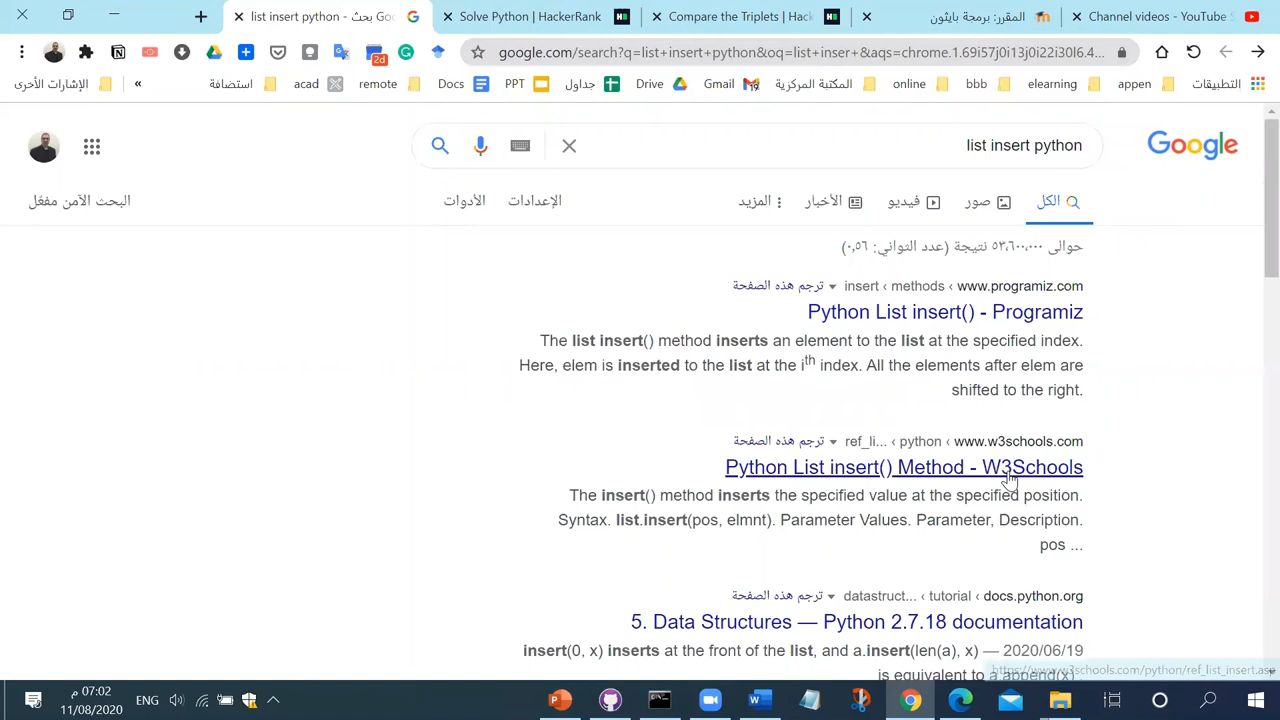 list insert python - بحث Goo
Solve Python | HackerRank
Compare the Triplets | Hack
المقرر: برمجة بايثون
Channel videos - YouTube S
google.com/search?q=list+insert+python&oq=list+inser+&aqs=chrome.1.69i57j0i13j0i22i30l6...
2d
الإشارات الأخرى
«
استضافة
acad
remote
Docs
PPT
جداول
Drive
Gmail
المكتبة المركزية
online
bbb
elearning
appen
التطبيقات
list insert python
Google
الكل
صور
فيديو
الأخبار
المزيد
الإعدادات
الأدوات
البحث الآمن مفعّل
حوالى ٥٣،٦٠٠،٠٠٠ نتيجة (عدد الثواني: ٠,٥٦)
www.programiz.com › methods › insert ترجم هذه الصفحة
Python List insert() - Programiz
The list insert() method inserts an element to the list at the specified index.
Here, elem is inserted to the list at the ith index. All the elements after elem are
shifted to the right.
www.w3schools.com › python › ref_li... ترجم هذه الصفحة
Python List insert() Method - W3Schools
The insert() method inserts the specified value at the specified position.
Syntax. list.insert(pos, elmnt). Parameter Values. Parameter, Description.
pos ...
docs.python.org › tutorial › datastruct... ترجم هذه الصفحة
5. Data Structures — Python 2.7.18 documentation
insert(0, x) inserts at the front of the list, and a.insert(len(a), x) — 2020/06/19
is equivalent to a.append(x).
https://www.w3schools.com/python/ref_list_insert.asp
07:02 م
11/08/2020
ENG